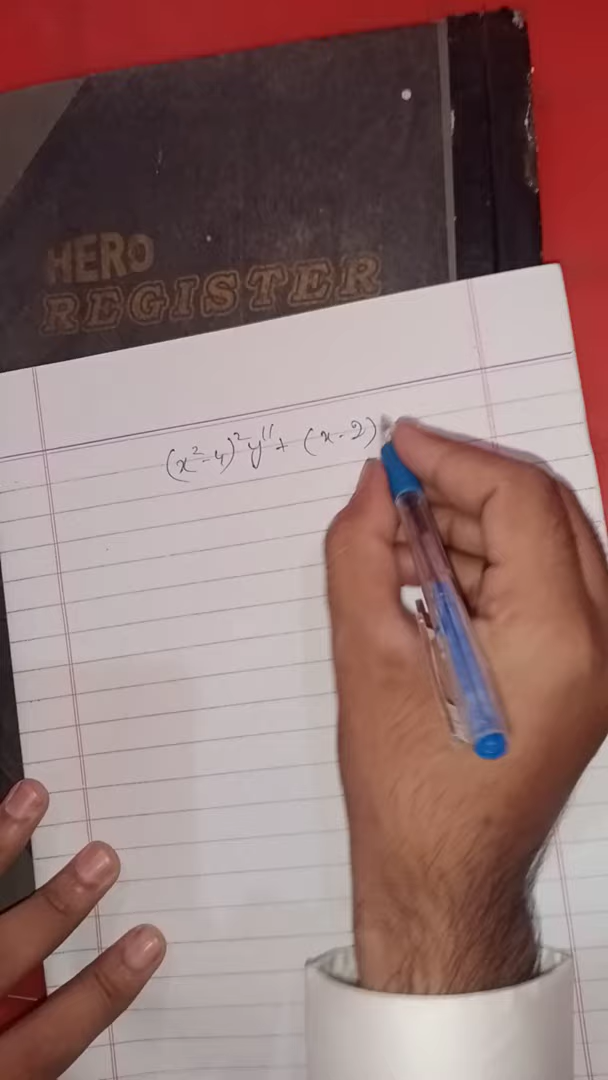 HERO
REGISTER
(x²-4)²y'' + (x-2)